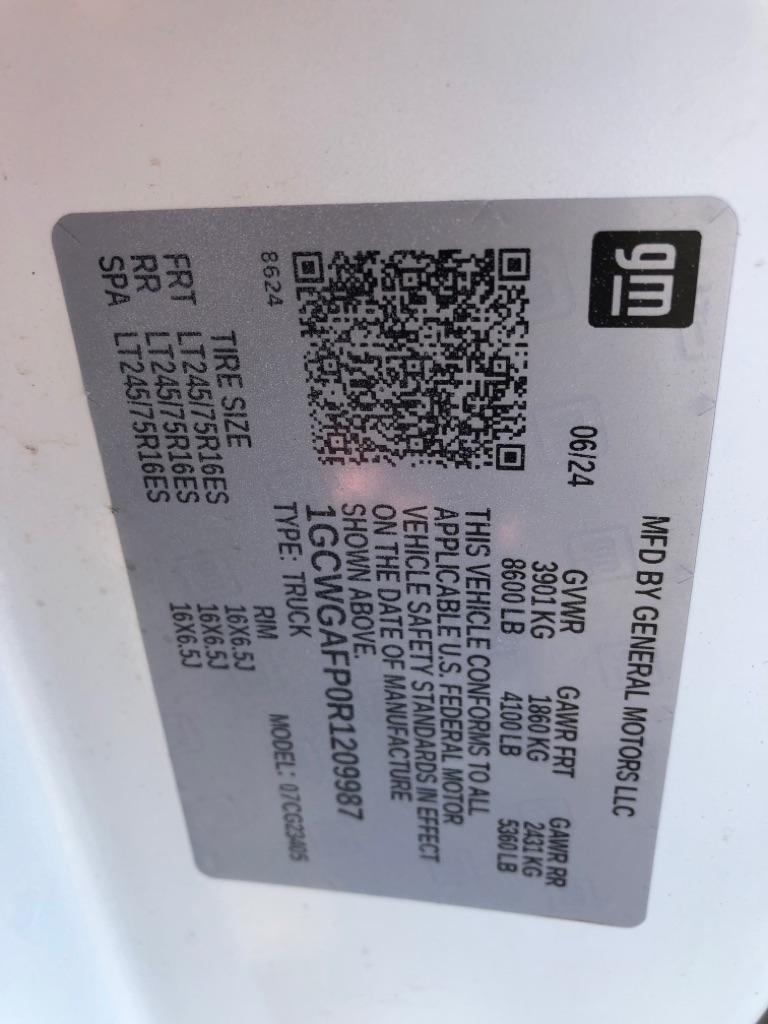 gm
MFD BY GENERAL MOTORS LLC
06/24
GVWR GAWR FRT GAWR RR
3901 KG 1860 KG 2431 KG
8600 LB 4100 LB 5360 LB
THIS VEHICLE CONFORMS TO ALL
APPLICABLE U.S. FEDERAL MOTOR
VEHICLE SAFETY STANDARDS IN EFFECT
ON THE DATE OF MANUFACTURE
SHOWN ABOVE.
1GCWGAFP0R1209987
TYPE: TRUCK MODEL: 07CG23405
8624
TIRE SIZE RIM
FRT LT245/75R16ES 16X6.5J
RR LT245/75R16ES 16X6.5J
SPA LT245/75R16ES 16X6.5J